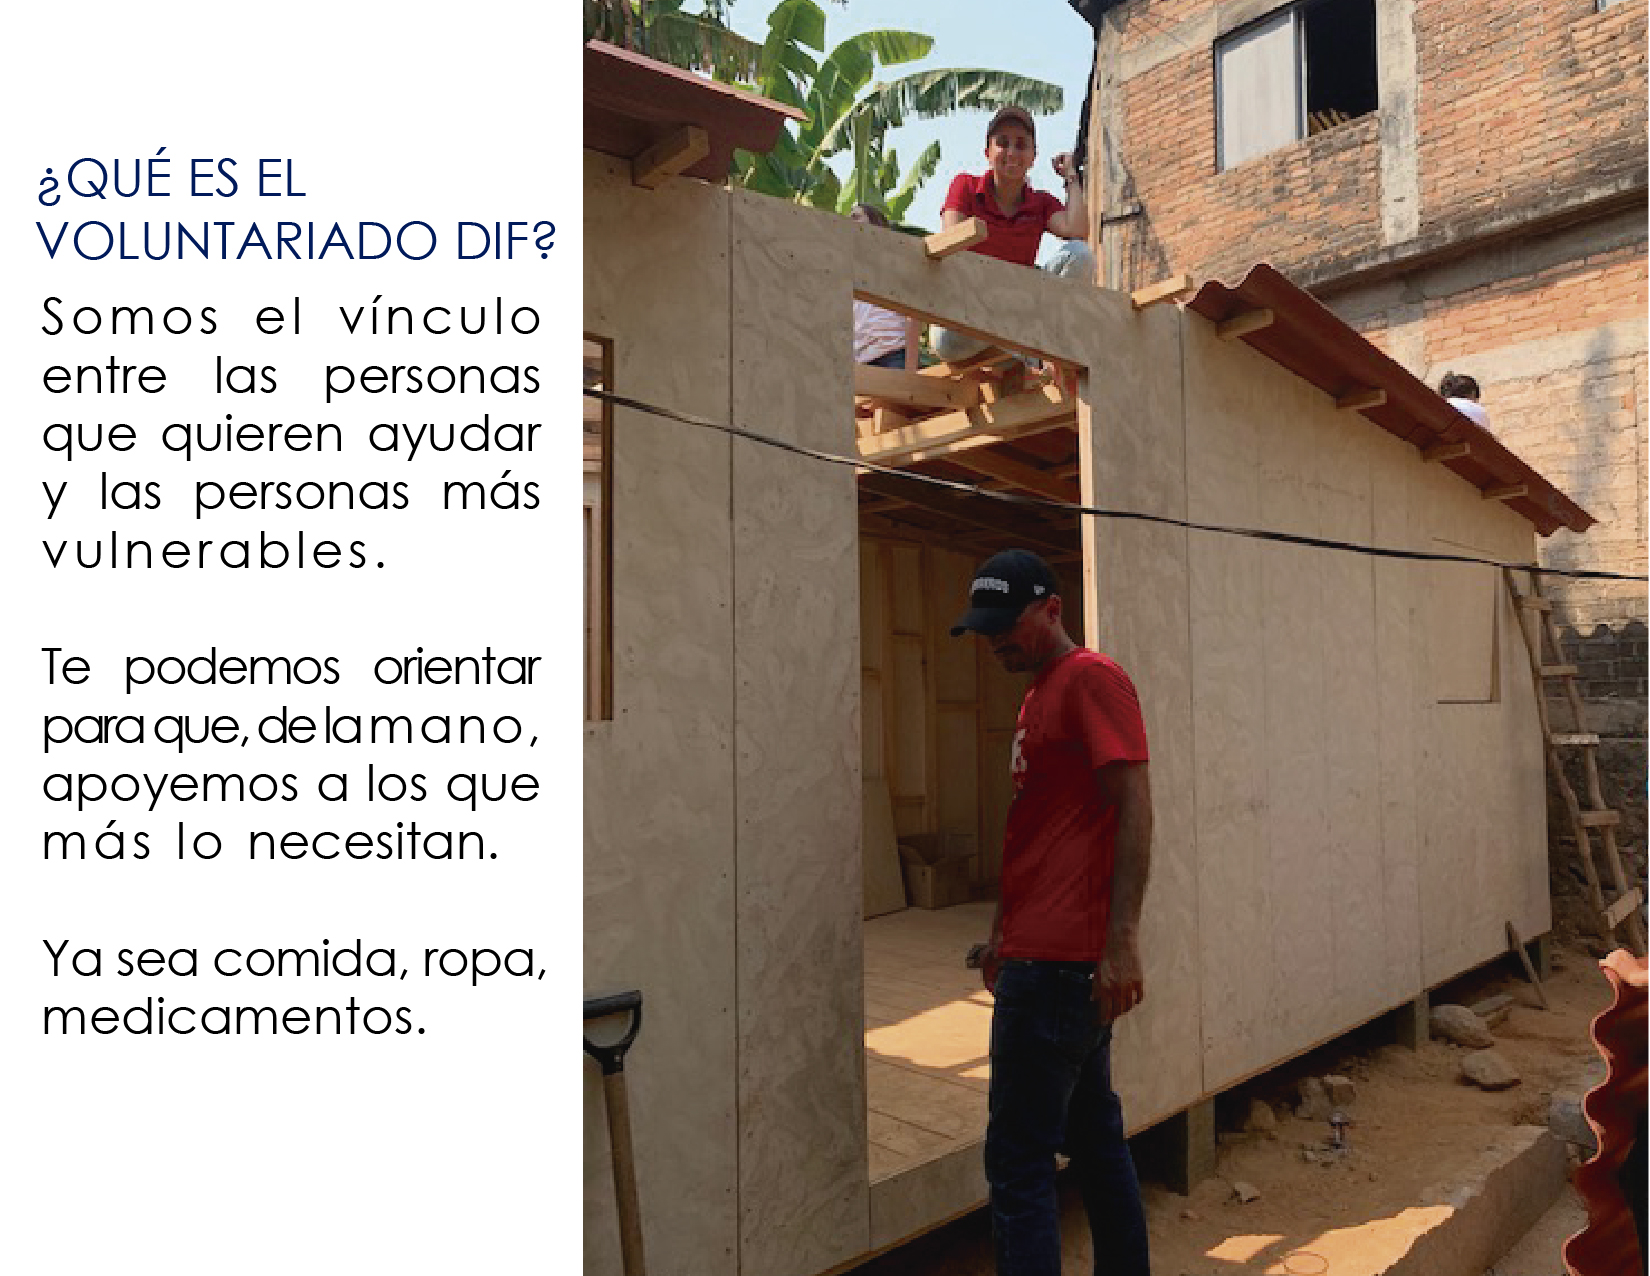 ¿QUÉ ES EL
VOLUNTARIADO DIF?
Somos el vínculo
entre las personas
que quieren ayudar
y las personas más
vulnerables.
Te podemos orientar
para que, de la mano,
apoyemos a los que
más lo necesitan.
Ya sea comida, ropa,
medicamentos.